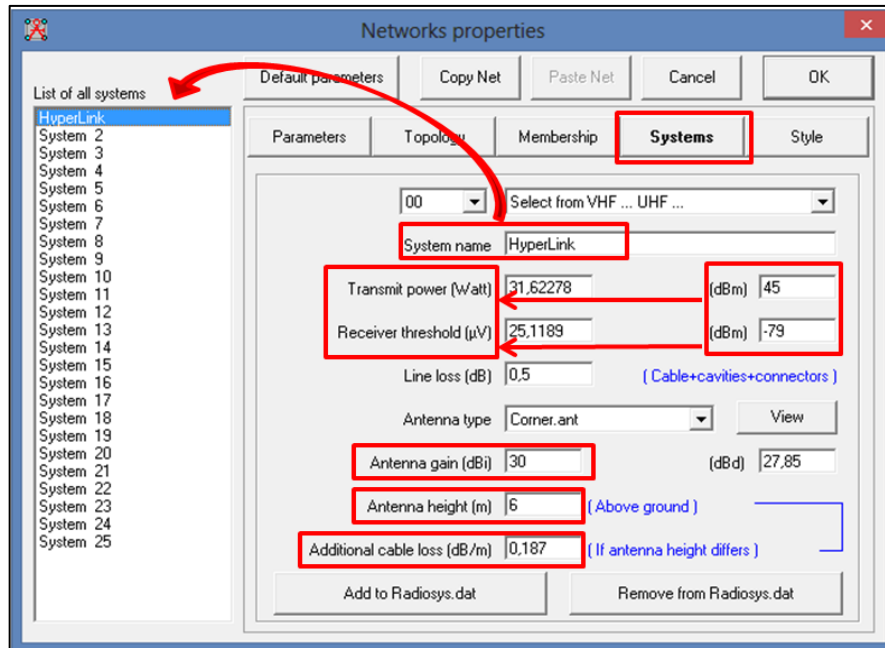 Networks properties
Default parameters
Copy Net
Paste Net
Cancel
OK
List of all systems
HyperLink
System 2
System 3
System 4
System 5
System 6
System 7
System 8
System 9
System 10
System 11
System 12
System 13
System 14
System 15
System 16
System 17
System 18
System 19
System 20
System 21
System 22
System 23
System 24
System 25
Parameters
Topology
Membership
Systems
Style
00
Select from VHF ... UHF ...
System name HyperLink
Transmit power (Watt) 31,62278 (dBm) 45
Receiver threshold (µV) 25,1189 (dBm) -79
Line loss (dB) 0,5 ( Cable+cavities+connectors )
Antenna type Corner.ant View
Antenna gain (dBi) 30 (dBd) 27,85
Antenna height (m) 6 ( Above ground )
Additional cable loss (dB/m) 0,187 ( If antenna height differs )
Add to Radiosys.dat
Remove from Radiosys.dat